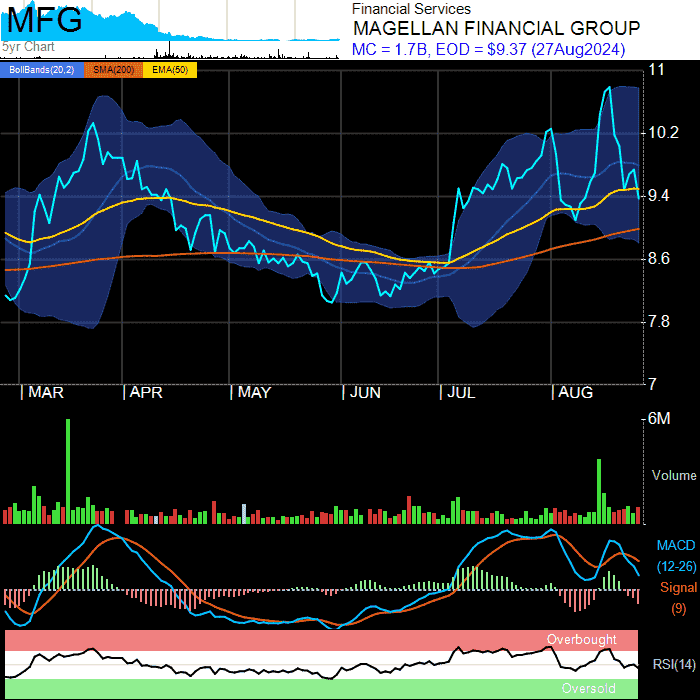 MFG
5yr Chart
Financial Services
MAGELLAN FINANCIAL GROUP
MC = 1.7B, EOD = $9.37 (27Aug2024)
BollBands(20,2) SMA(200) EMA(50)
11
10.2
9.4
8.6
7.8
7
MAR APR MAY JUN JUL AUG
6M
Volume
MACD
(12-26)
Signal
(9)
Overbought
RSI(14)
Oversold